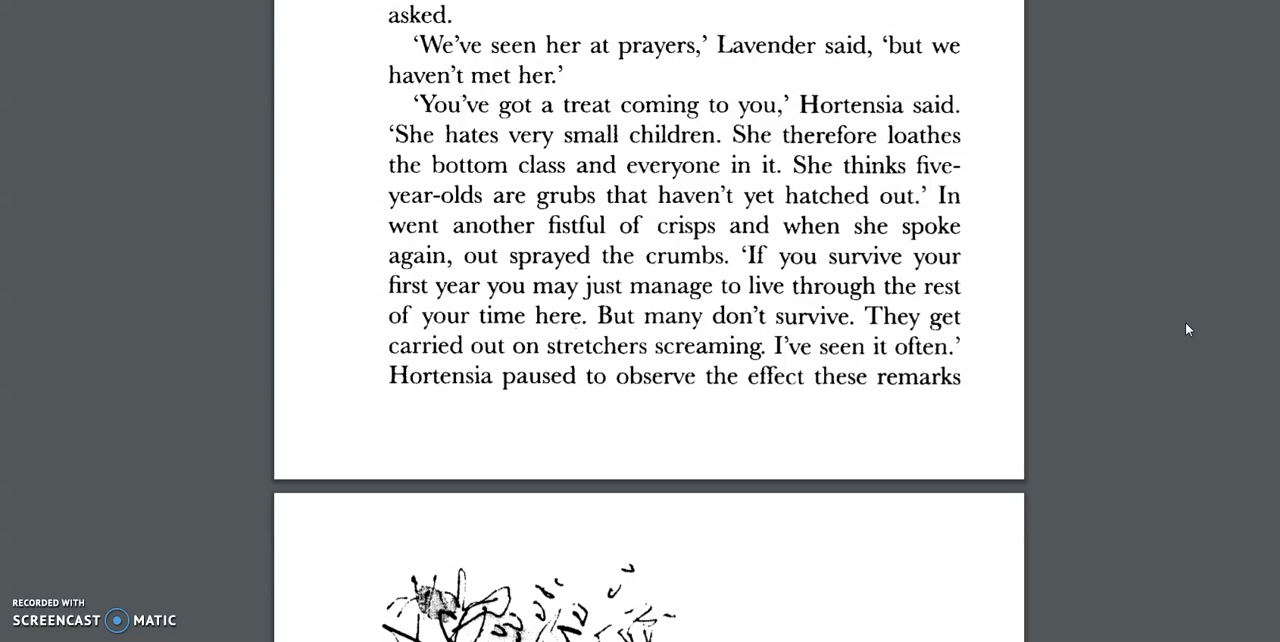 asked.
‘We’ve seen her at prayers,’ Lavender said, ‘but we
haven’t met her.’
‘You’ve got a treat coming to you,’ Hortensia said.
‘She hates very small children. She therefore loathes
the bottom class and everyone in it. She thinks five-
year-olds are grubs that haven’t yet hatched out.’ In
went another fistful of crisps and when she spoke
again, out sprayed the crumbs. ‘If you survive your
first year you may just manage to live through the rest
of your time here. But many don’t survive. They get
carried out on stretchers screaming. I’ve seen it often.’
Hortensia paused to observe the effect these remarks
RECORDED WITH
SCREENCAST MATIC